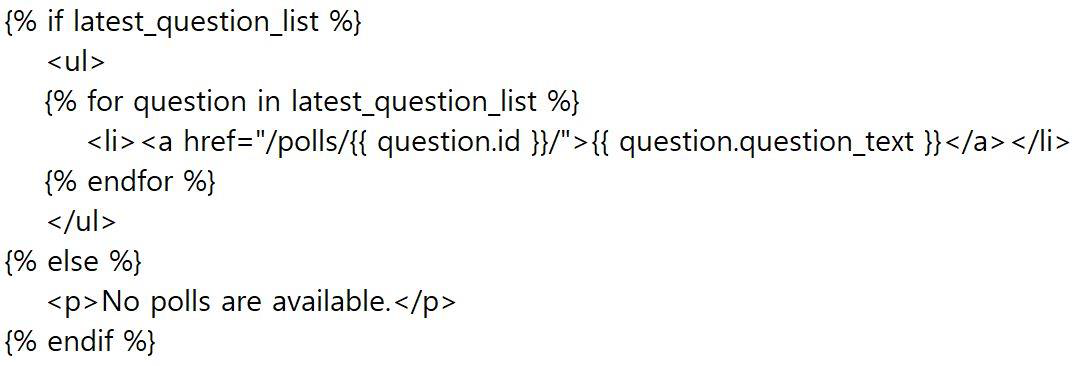 {% if latest_question_list %}
<ul>
{% for question in latest_question_list %}
<li><a href="/polls/{{ question.id }}/">{{ question.question_text }}</a></li>
{% endfor %}
</ul>
{% else %}
<p>No polls are available.</p>
{% endif %}